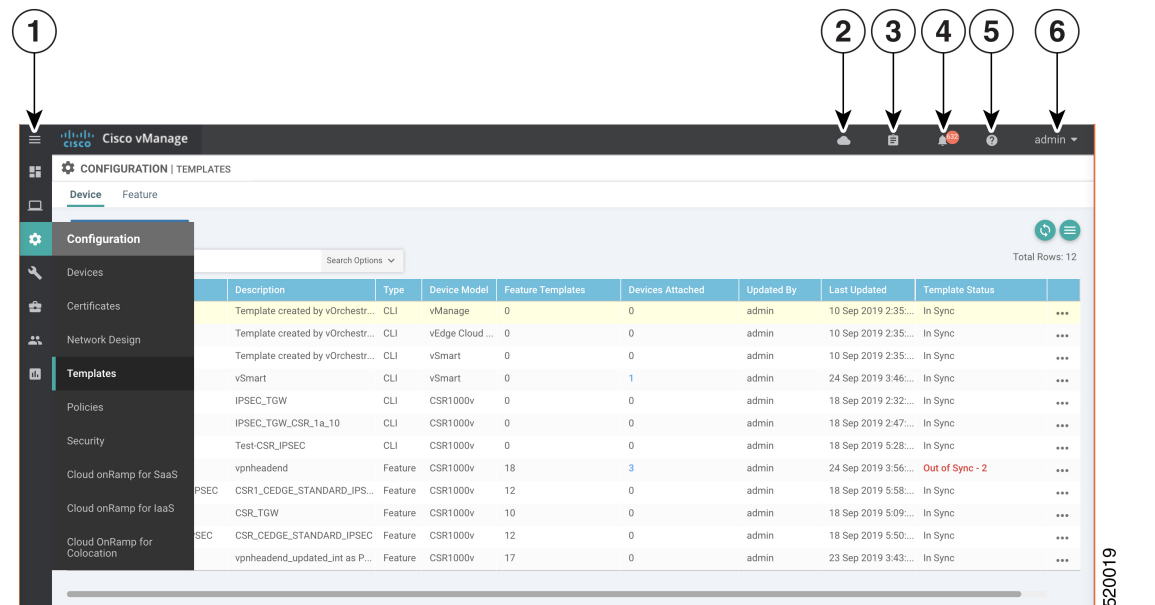 1 2 3 4 5 6
cisco Cisco vManage 632 ? admin
CONFIGURATION | TEMPLATES
Device Feature
Configuration
Devices
Certificates
Network Design
Templates
Policies
Security
Cloud onRamp for SaaS
Cloud onRamp for IaaS
Cloud OnRamp for
Colocation
Search Options
Total Rows: 12
Description Type Device Model Feature Templates Devices Attached Updated By Last Updated Template Status
Template created by vOrchestr... CLI vManage 0 0 admin 10 Sep 2019 2:35:... In Sync ...
Template created by vOrchestr... CLI vEdge Cloud ... 0 0 admin 10 Sep 2019 2:35:... In Sync ...
Template created by vOrchestr... CLI vSmart 0 0 admin 10 Sep 2019 2:35:... In Sync ...
vSmart CLI vSmart 0 1 admin 24 Sep 2019 3:46:... In Sync ...
IPSEC_TGW CLI CSR1000v 0 0 admin 18 Sep 2019 2:32:... In Sync ...
IPSEC_TGW_CSR_1a_10 CLI CSR1000v 0 0 admin 18 Sep 2019 2:47:... In Sync ...
Test-CSR_IPSEC CLI CSR1000v 0 0 admin 18 Sep 2019 5:28:... In Sync ...
vpnheadend Feature CSR1000v 18 3 admin 24 Sep 2019 3:56:... Out of Sync - 2 ...
PSEC CSR1_CEDGE_STANDARD_IPS... Feature CSR1000v 12 0 admin 18 Sep 2019 5:58:... In Sync ...
CSR_TGW Feature CSR1000v 10 0 admin 18 Sep 2019 5:09:... In Sync ...
SEC CSR_CEDGE_STANDARD_IPSEC Feature CSR1000v 12 0 admin 18 Sep 2019 5:50:... In Sync ...
vpnheadend_updated_int as P... Feature CSR1000v 17 0 admin 23 Sep 2019 3:43:... In Sync ...
520019